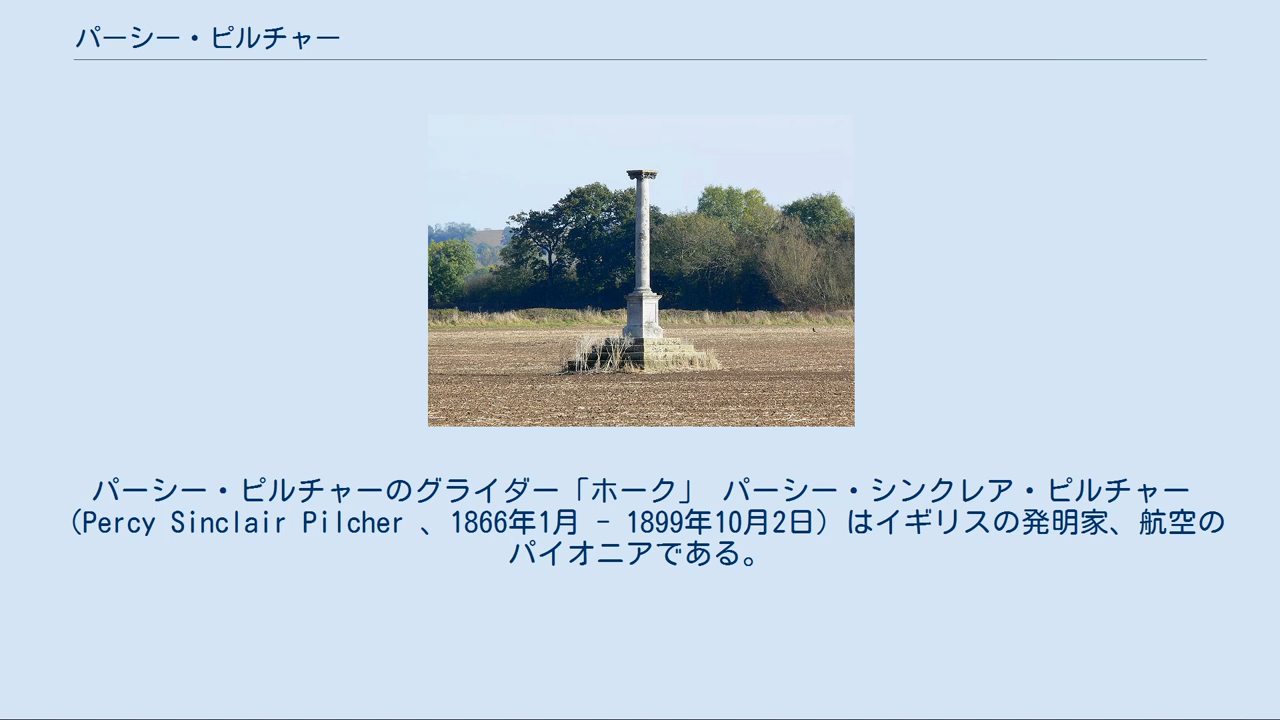 パーシー・ピルチャー
パーシー・ピルチャーのグライダー「ホーク」 パーシー・シンクレア・ピルチャー
(Percy Sinclair Pilcher 、1866年1月 - 1899年10月2日) はイギリスの発明家、航空の
パイオニアである。